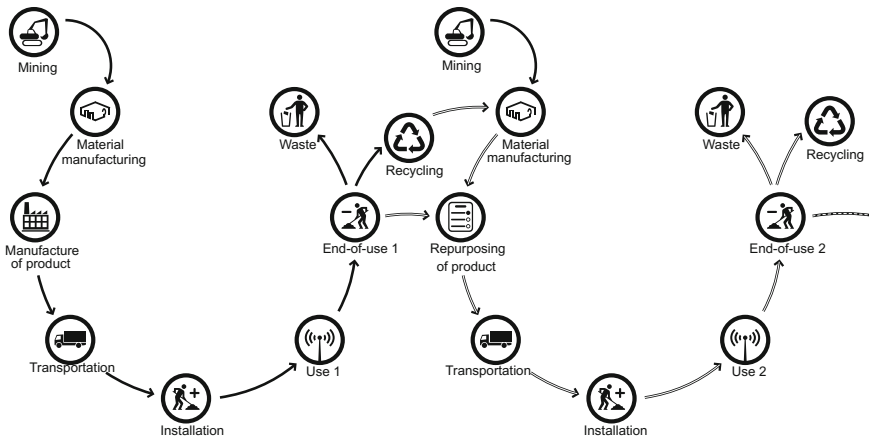 Mining
Material
manufacturing
Manufacture
of product
Transportation
Installation
Use 1
End-of-use 1
Waste
Recycling
Mining
Material
manufacturing
Repurposing
of product
Transportation
Installation
Use 2
End-of-use 2
Waste
Recycling